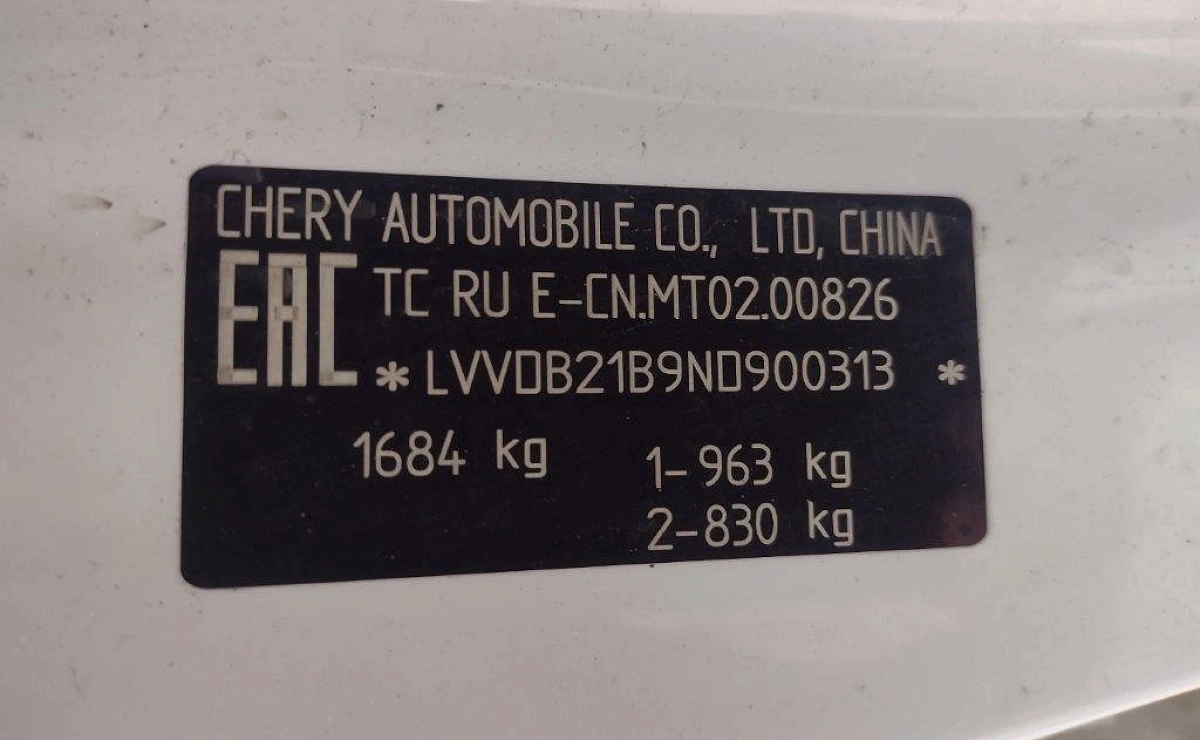 CHERY AUTOMOBILE CO., LTD, CHINA
EAC TC RU E-CN.MT02.00826
* LVVDB21B9ND900313 *
1684 kg 1-963 kg
2-830 kg